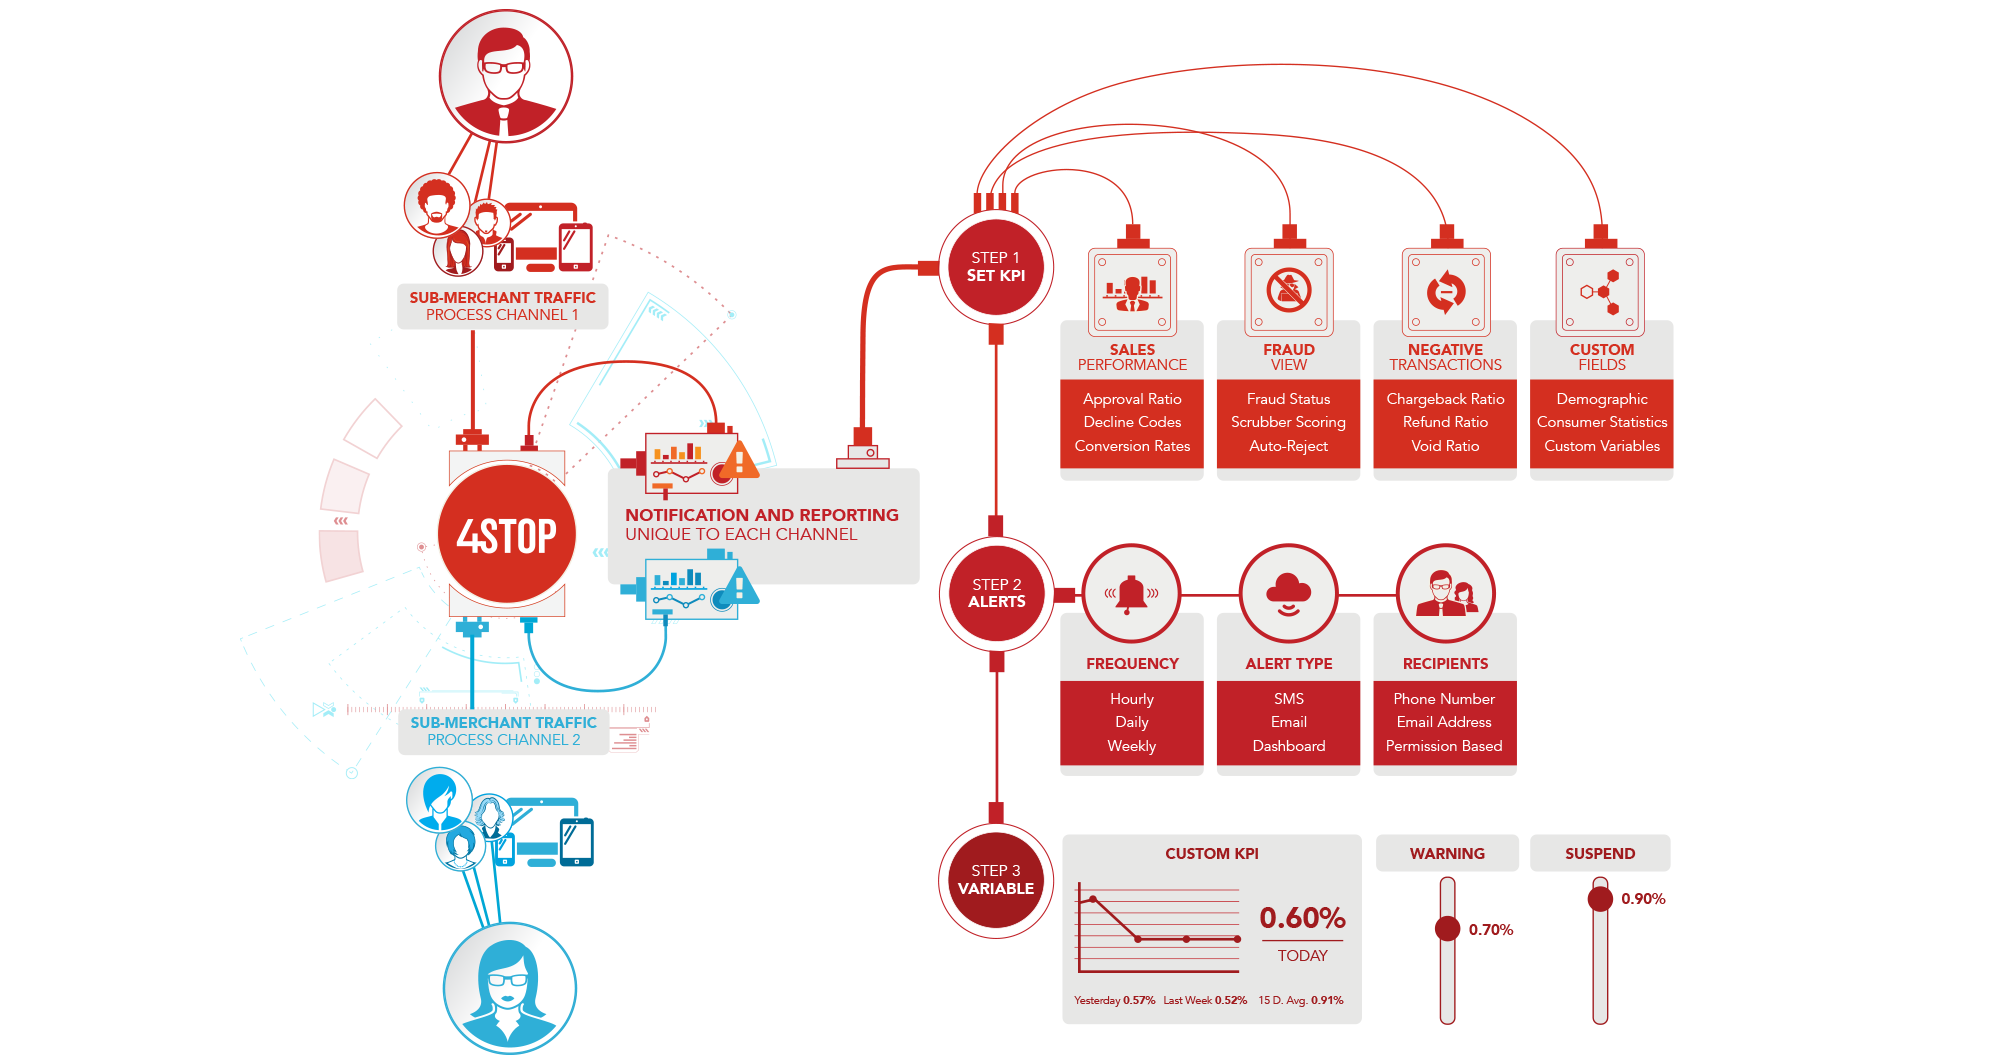 SUB-MERCHANT TRAFFIC
PROCESS CHANNEL 1
4STOP
NOTIFICATION AND REPORTING
UNIQUE TO EACH CHANNEL
SUB-MERCHANT TRAFFIC
PROCESS CHANNEL 2
STEP 1
SET KPI
SALES
PERFORMANCE
Approval Ratio
Decline Codes
Conversion Rates
FRAUD
VIEW
Fraud Status
Scrubber Scoring
Auto-Reject
NEGATIVE
TRANSACTIONS
Chargeback Ratio
Refund Ratio
Void Ratio
CUSTOM
FIELDS
Demographic
Consumer Statistics
Custom Variables
STEP 2
ALERTS
FREQUENCY
Hourly
Daily
Weekly
ALERT TYPE
SMS
Email
Dashboard
RECIPIENTS
Phone Number
Email Address
Permission Based
STEP 3
VARIABLE
CUSTOM KPI
0.60%
TODAY
Yesterday 0.57% Last Week 0.52% 15 D. Avg. 0.91%
WARNING
0.70%
SUSPEND
0.90%